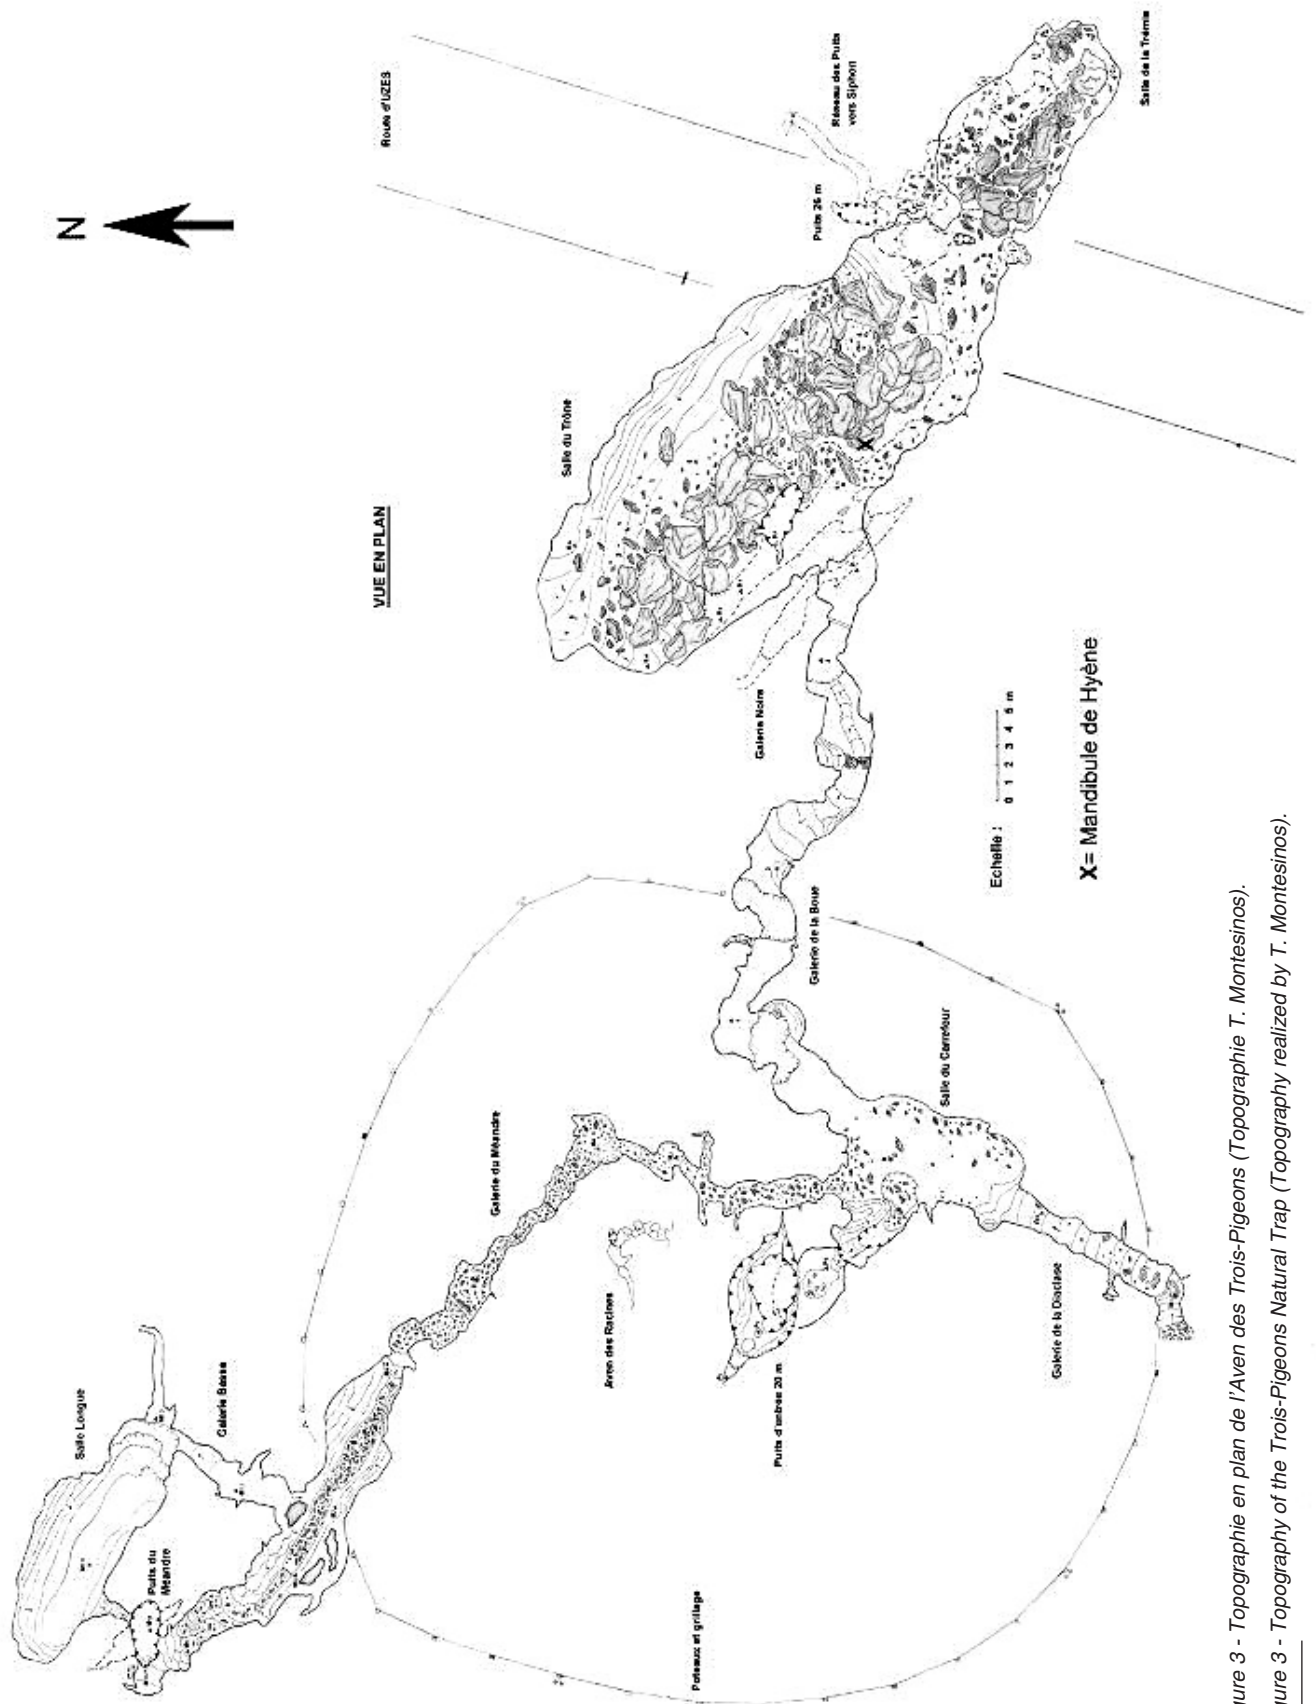 N
Route d'UZES
Réseau des Puits
vers Siphon
Salle de la Trémie
Puits 26 m
Salle du Trône
VUE EN PLAN
X
Galerie Noire
Echelle :
0 1 2 3 4 5 m
X= Mandibule de Hyène
Galerie de la Boue
Salle du Carrefour
Galerie du Méandre
Aven des Racines
Puits d'entrée 20 m
Galerie de la Diaclase
Salle Longue
Galerie Basse
Puits du
Méandre
Poteaux et grillage
ure 3 - Topographie en plan de l'Aven des Trois-Pigeons (Topographie T. Montesinos).
ure 3 - Topography of the Trois-Pigeons Natural Trap (Topography realized by T. Montesinos).